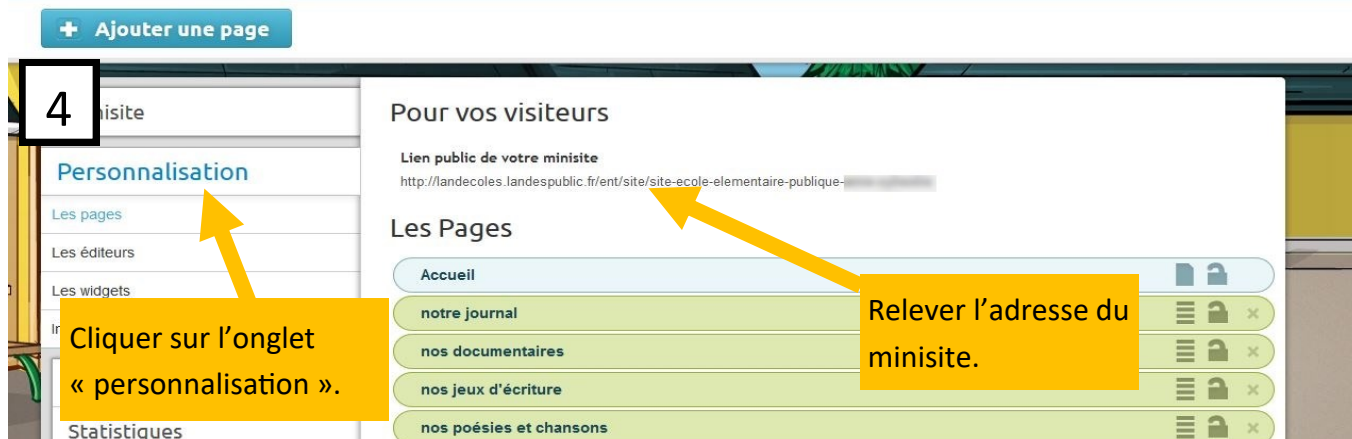 Ajouter une page
4
isite
Personnalisation
Les pages
Les éditeurs
Les widgets
Cliquer sur l’onglet
« personnalisation ».
Statistiques
Pour vos visiteurs
Lien public de votre minisite
http://landecoles.landespublic.fr/ent/site/site-ecole-elementaire-publique-
Les Pages
Accueil
notre journal
nos documentaires
nos jeux d'écriture
nos poésies et chansons
Relever l’adresse du
minisite.